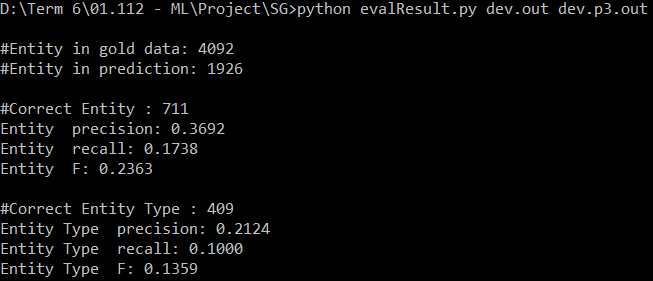 D:\Term 6\01.112 - ML\Project\SG>python evalResult.py dev.out dev.p3.out
#Entity in gold data: 4092
#Entity in prediction: 1926
#Correct Entity : 711
Entity  precision: 0.3692
Entity  recall: 0.1738
Entity  F: 0.2363
#Correct Entity Type : 409
Entity Type  precision: 0.2124
Entity Type  recall: 0.1000
Entity Type  F: 0.1359